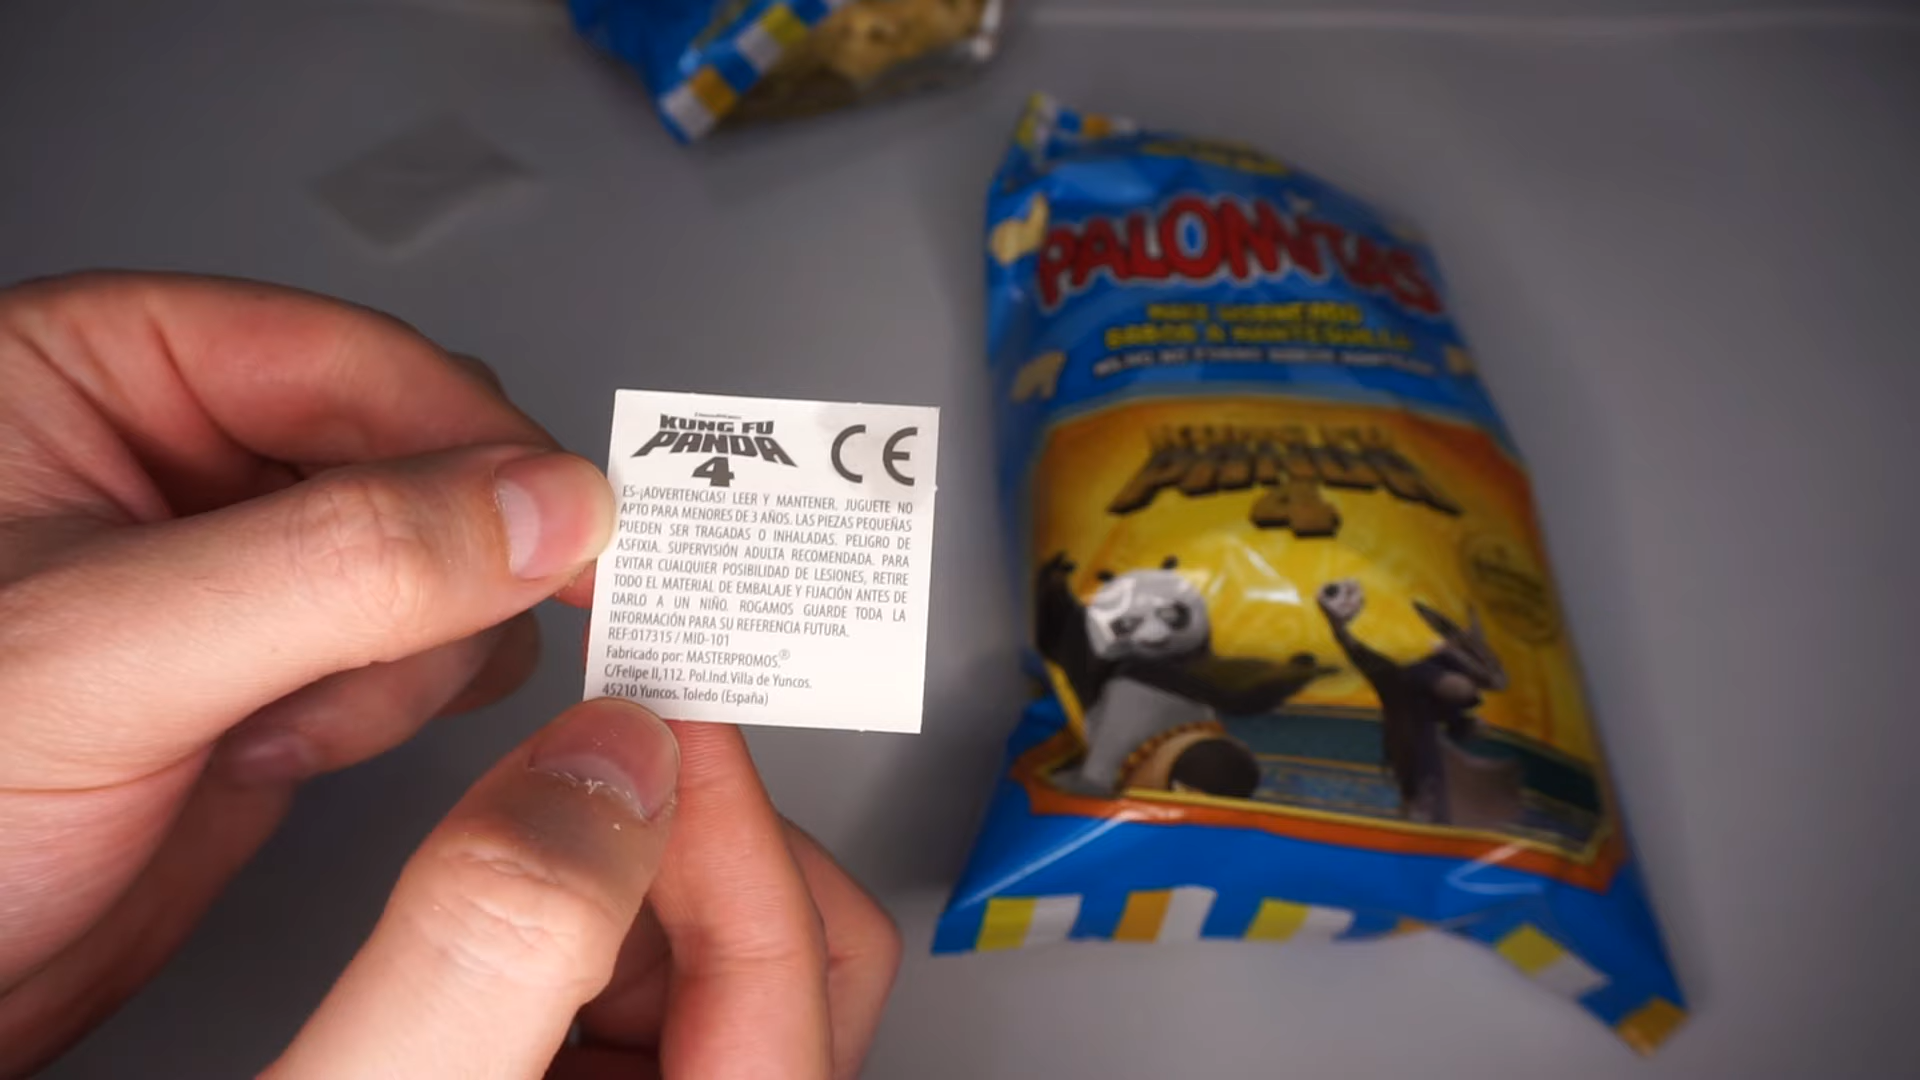 KUNG FU
PANDA
4
CE
ES-¡ADVERTENCIAS! LEER Y MANTENER. JUGUETE NO
APTO PARA MENORES DE 3 AÑOS. LAS PIEZAS PEQUEÑAS
PUEDEN SER TRAGADAS O INHALADAS. PELIGRO DE
ASFIXIA. SUPERVISIÓN ADULTA RECOMENDADA. PARA
EVITAR CUALQUIER POSIBILIDAD DE LESIONES, RETIRE
TODO EL MATERIAL DE EMBALAJE Y FIJACIÓN ANTES DE
DARLO A UN NIÑO. ROGAMOS GUARDE TODA LA
INFORMACIÓN PARA SU REFERENCIA FUTURA.
REF:017315 / MID-101
Fabricado por: MASTERPROMOS.®
C/Felipe II,112. Pol.Ind.Villa de Yuncos.
45210 Yuncos. Toledo (España)
PALOMITAS
SABOR A MANTEQUILLA
KUNG FU
PANDA
4